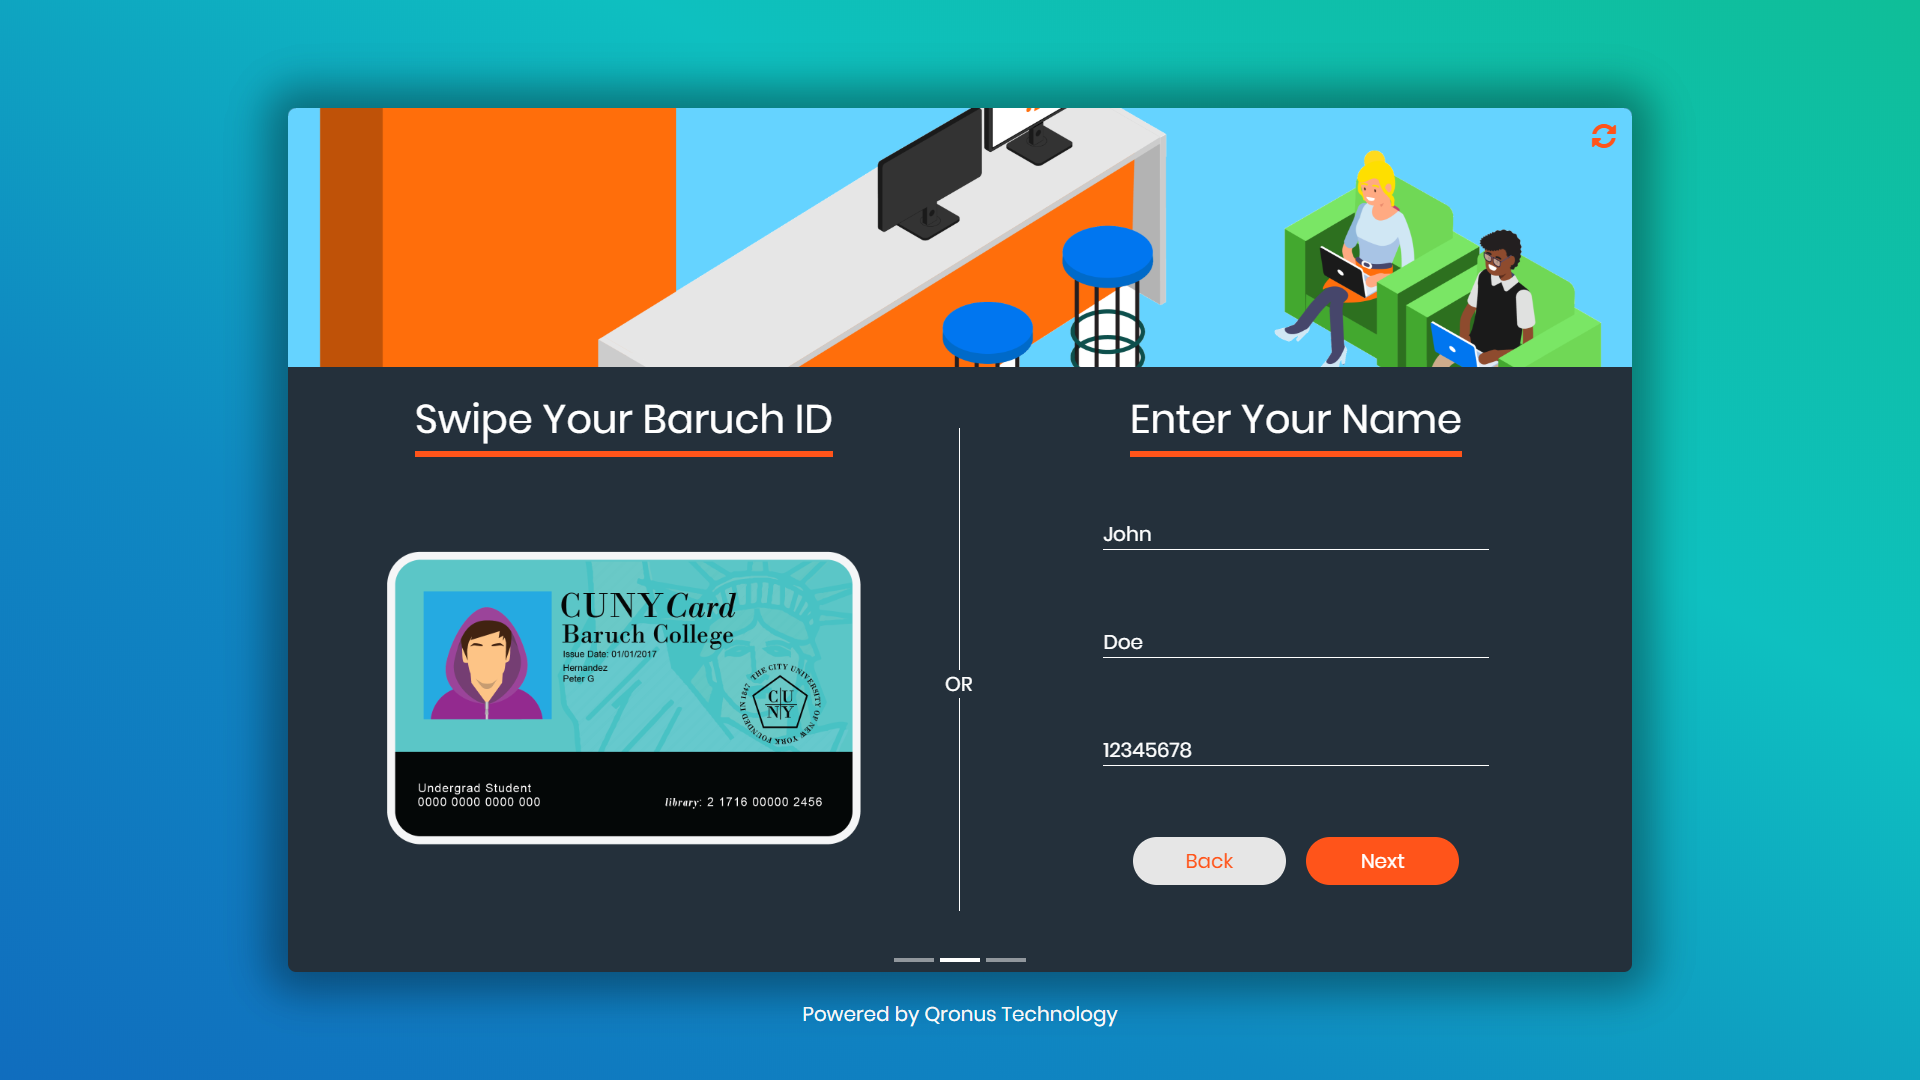 Swipe Your Baruch ID
CUNYCard
Baruch College
Issue Date: 01/01/2017
Hernandez
Peter G
THE CITY UNIVERSITY OF NEW YORK FOUNDED IN 1847
CU
NY
Undergrad Student
0000 0000 0000 000
library: 2 1716 00000 2456
OR
Enter Your Name
John
Doe
12345678
Back
Next
Powered by Qronus Technology